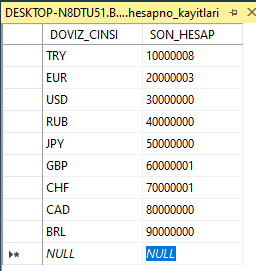 DESKTOP-N8DTU51.B....hesapno_kayitlari
DOVIZ_CINSI SON_HESAP
TRY 10000008
EUR 20000003
USD 30000000
RUB 40000000
JPY 50000000
GBP 60000001
CHF 70000001
CAD 80000000
BRL 90000000
NULL NULL